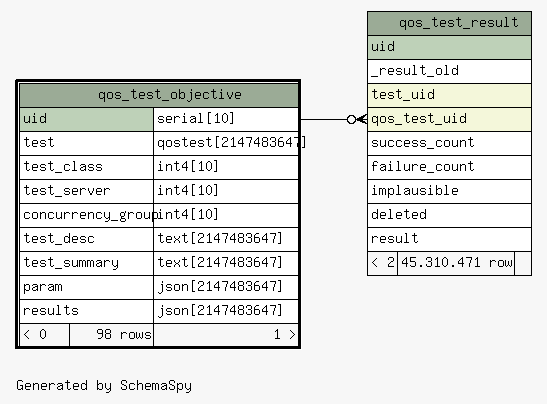 qos_test_result
uid
_result_old
test_uid
qos_test_uid
success_count
failure_count
implausible
deleted
result
< 2 45.310.471 row
qos_test_objective
uid serial[10]
test qostest[2147483647]
test_class int4[10]
test_server int4[10]
concurrency_group int4[10]
test_desc text[2147483647]
test_summary text[2147483647]
param json[2147483647]
results json[2147483647]
< 0 98 rows 1 >
Generated by SchemaSpy